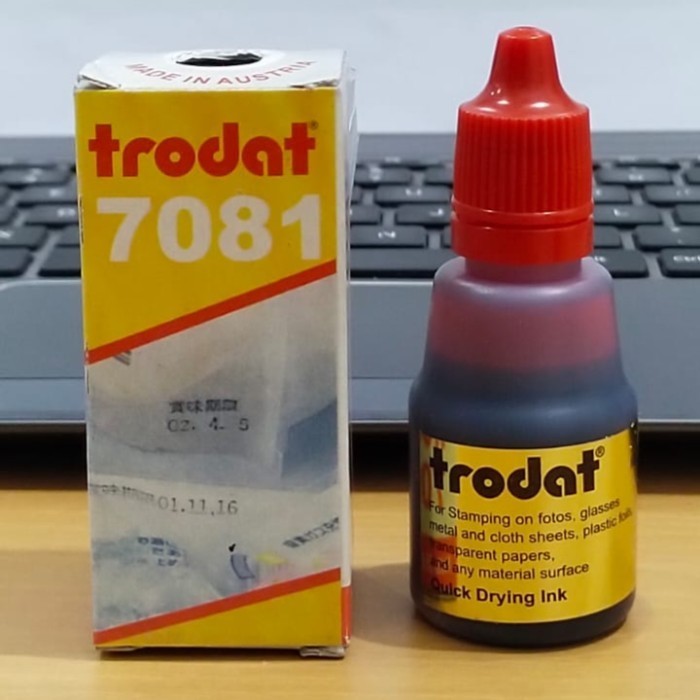 MADE IN AUSTRIA
trodat®
7081
賞味期限
02. 4. 5
01.11,16
trodat®
For Stamping on fotos, glasses
metal and cloth sheets, plastic foils
transparent papers,
and any material surface
Quick Drying Ink
Ctrl